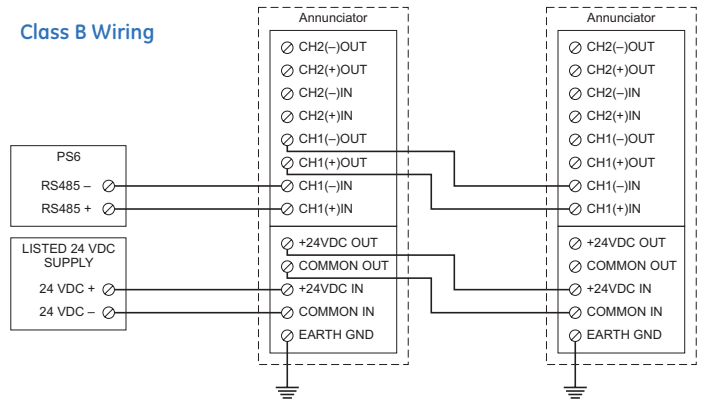 Class B Wiring
Annunciator
CH2(–)OUT
CH2(+)OUT
CH2(–)IN
CH2(+)IN
CH1(–)OUT
CH1(+)OUT
CH1(–)IN
CH1(+)IN
+24VDC OUT
COMMON OUT
+24VDC IN
COMMON IN
EARTH GND
PS6
RS485 –
RS485 +
LISTED 24 VDC
SUPPLY
24 VDC +
24 VDC –
Annunciator
CH2(–)OUT
CH2(+)OUT
CH2(–)IN
CH2(+)IN
CH1(–)OUT
CH1(+)OUT
CH1(–)IN
CH1(+)IN
+24VDC OUT
COMMON OUT
+24VDC IN
COMMON IN
EARTH GND